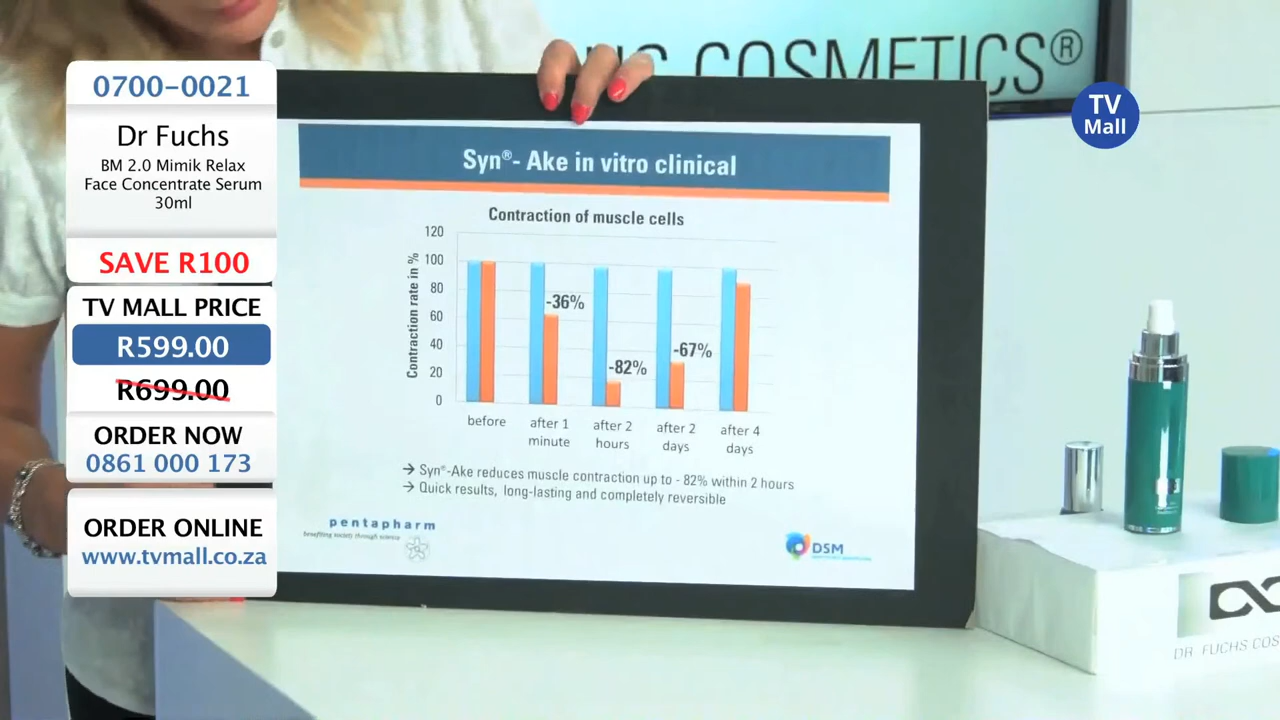 0700-0021
Dr Fuchs
BM 2.0 Mimik Relax
Face Concentrate Serum
30ml
SAVE R100
TV MALL PRICE
R599.00
R699.00
ORDER NOW
0861 000 173
ORDER ONLINE
www.tvmall.co.za
COSMETICS®
TV
Mall
Syn®- Ake in vitro clinical
Contraction of muscle cells
Contraction rate in %
120
100
80
60
40
20
0
-36%
-82%
-67%
before
after 1
minute
after 2
hours
after 2
days
after 4
days
→ Syn®-Ake reduces muscle contraction up to - 82% within 2 hours
→ Quick results, long-lasting and completely reversible
pentapharm
benefiting society through science
DSM
DR FUCHS COS